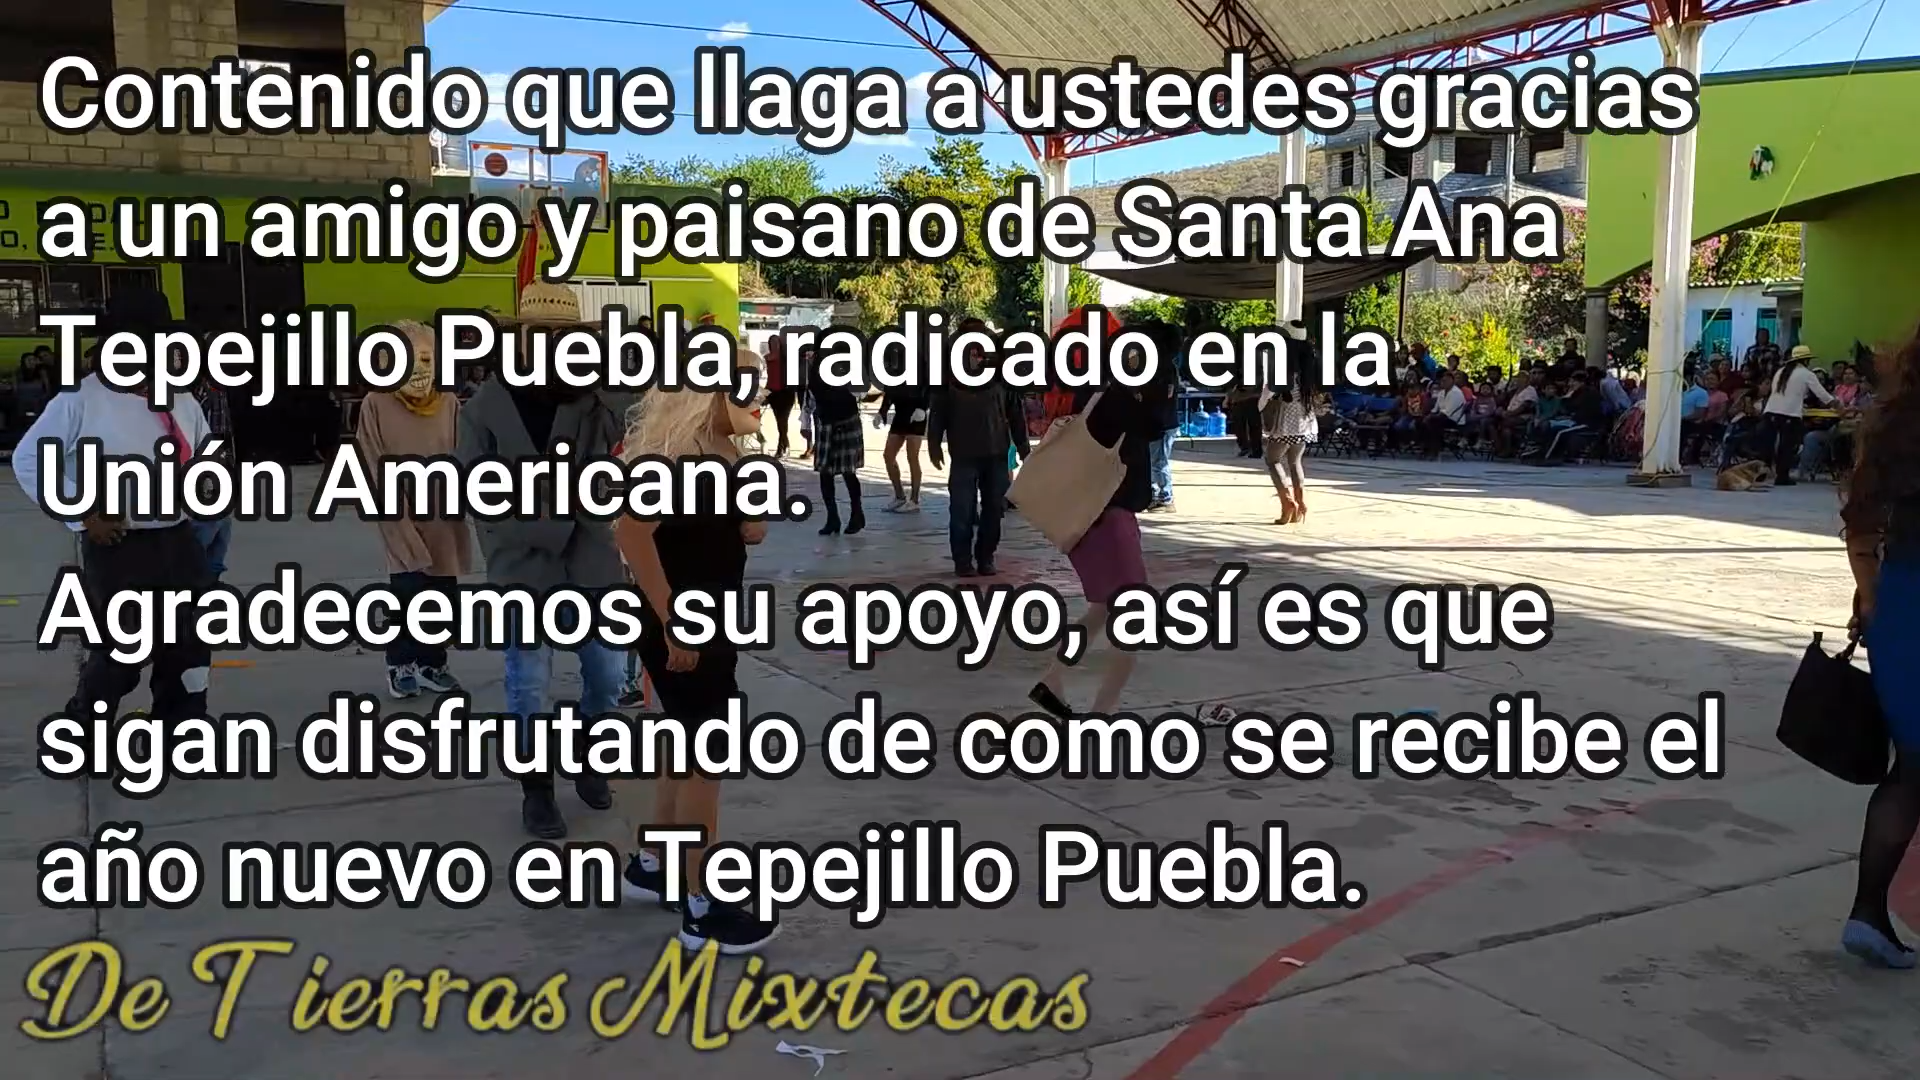 Contenido que llaga a ustedes gracias
a un amigo y paisano de Santa Ana
Tepejillo Puebla, radicado en la
Unión Americana.
Agradecemos su apoyo, así es que
sigan disfrutando de como se recibe el
año nuevo en Tepejillo Puebla.
De Tierras Mixtecas